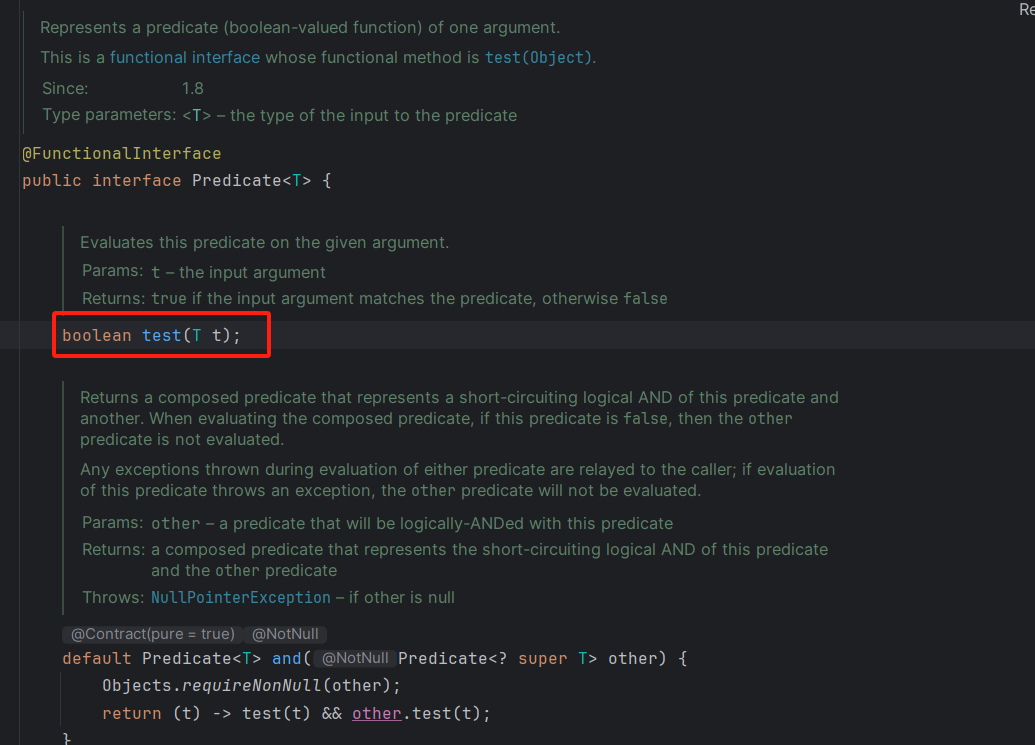 Re
Represents a predicate (boolean-valued function) of one argument.
This is a functional interface whose functional method is test(Object).
Since: 1.8
Type parameters: <T> – the type of the input to the predicate
@FunctionalInterface
public interface Predicate<T> {
Evaluates this predicate on the given argument.
Params: t – the input argument
Returns: true if the input argument matches the predicate, otherwise false
boolean test(T t);
Returns a composed predicate that represents a short-circuiting logical AND of this predicate and
another. When evaluating the composed predicate, if this predicate is false, then the other
predicate is not evaluated.
Any exceptions thrown during evaluation of either predicate are relayed to the caller; if evaluation
of this predicate throws an exception, the other predicate will not be evaluated.
Params: other – a predicate that will be logically-ANDed with this predicate
Returns: a composed predicate that represents the short-circuiting logical AND of this predicate
and the other predicate
Throws: NullPointerException – if other is null
@Contract(pure = true) @NotNull
default Predicate<T> and( @NotNull Predicate<? super T> other) {
Objects.requireNonNull(other);
return (t) -> test(t) && other.test(t);
}